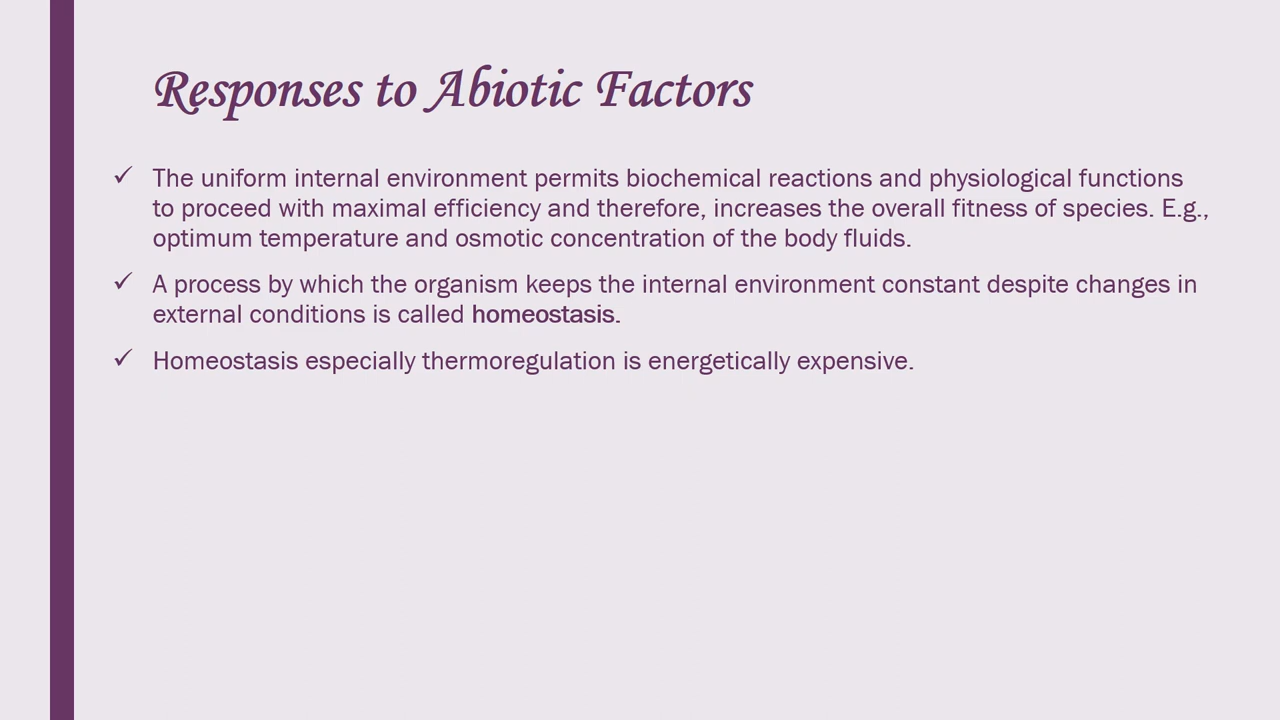 Responses to Abiotic Factors
✓ The uniform internal environment permits biochemical reactions and physiological functions
to proceed with maximal efficiency and therefore, increases the overall fitness of species. E.g.,
optimum temperature and osmotic concentration of the body fluids.
✓ A process by which the organism keeps the internal environment constant despite changes in
external conditions is called homeostasis.
✓ Homeostasis especially thermoregulation is energetically expensive.